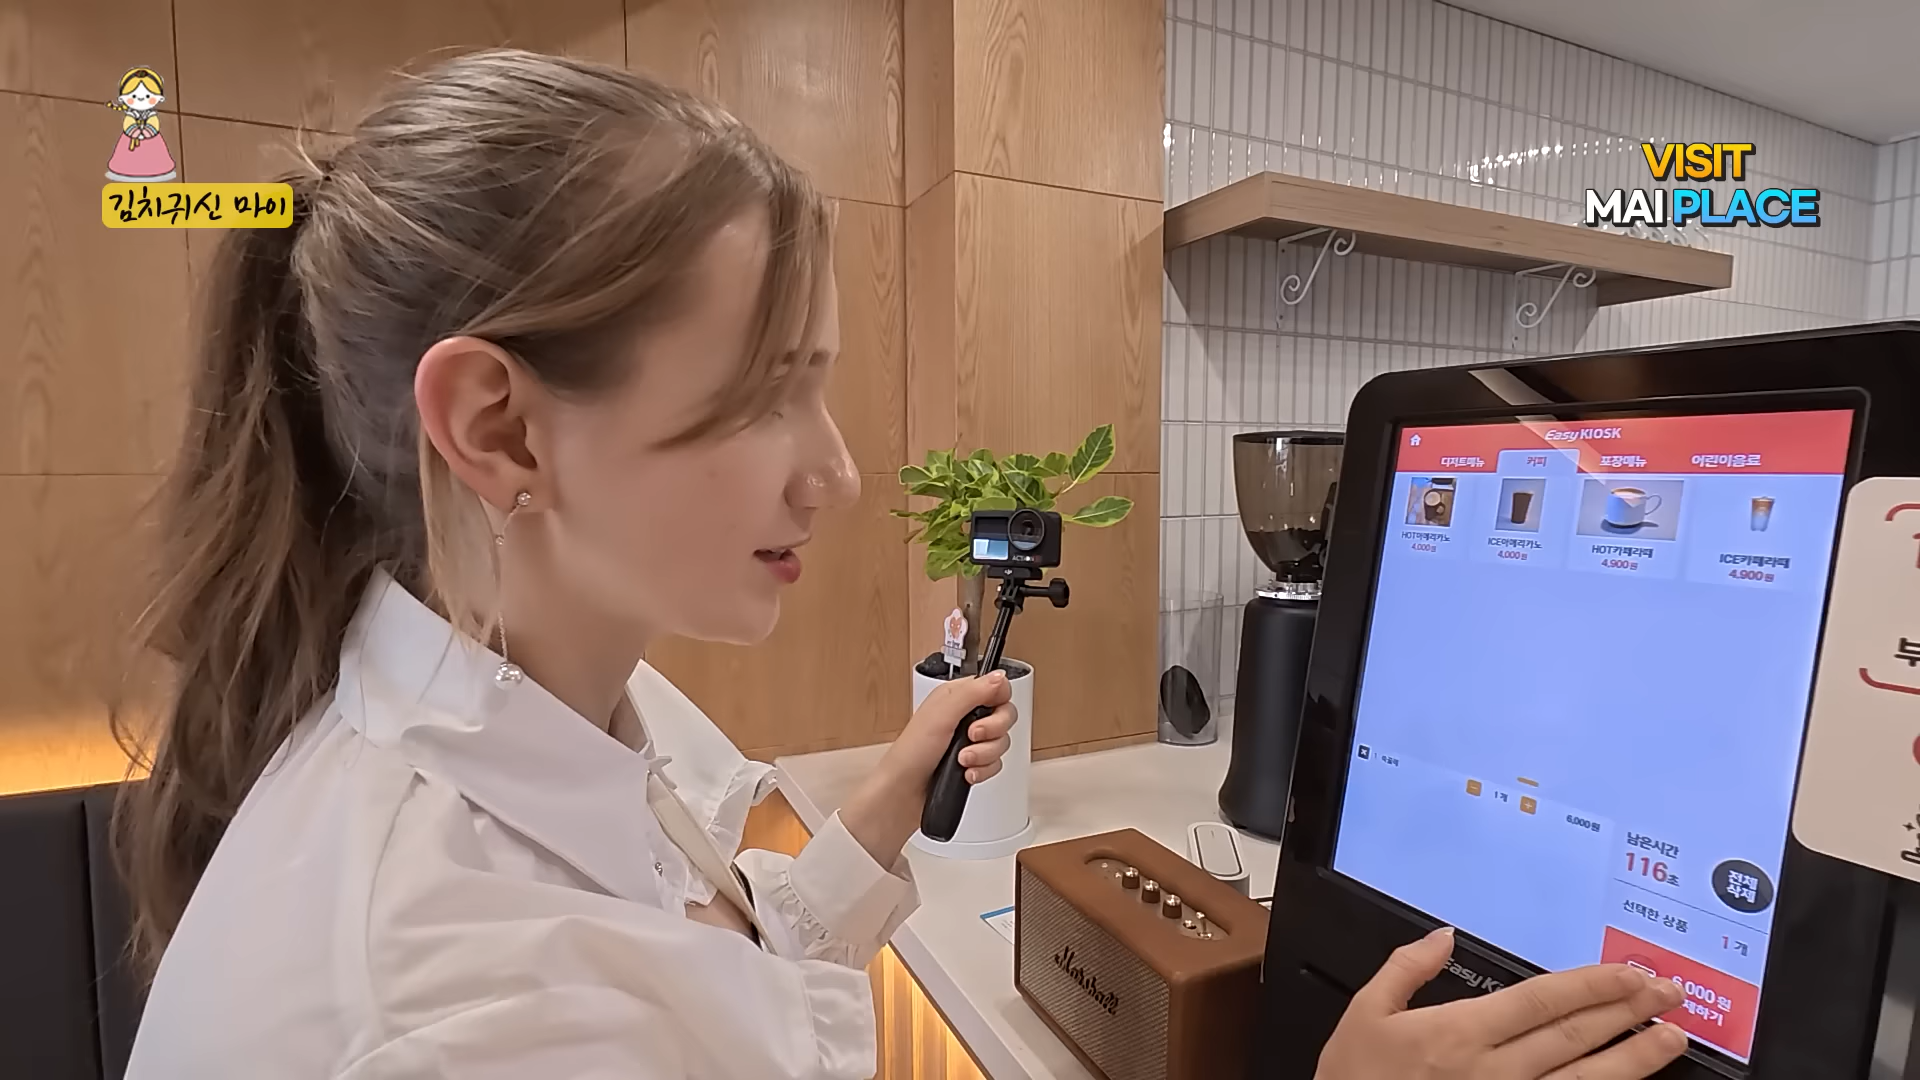 김치귀신 마이
VISIT
MAI PLACE
EasyKIOSK
디저트메뉴 커피 포장메뉴 어린이음료
HOT아메리카노 ICE아메리카노 HOT카페라떼 ICE카페라떼
4,000원 4,000원 4,900원 4,900원
1개
6,000원
남은시간
116초
전체
삭제
선택한 상품 1개
6,000원
제하기
EasyKi
ACTION
Marshall
부